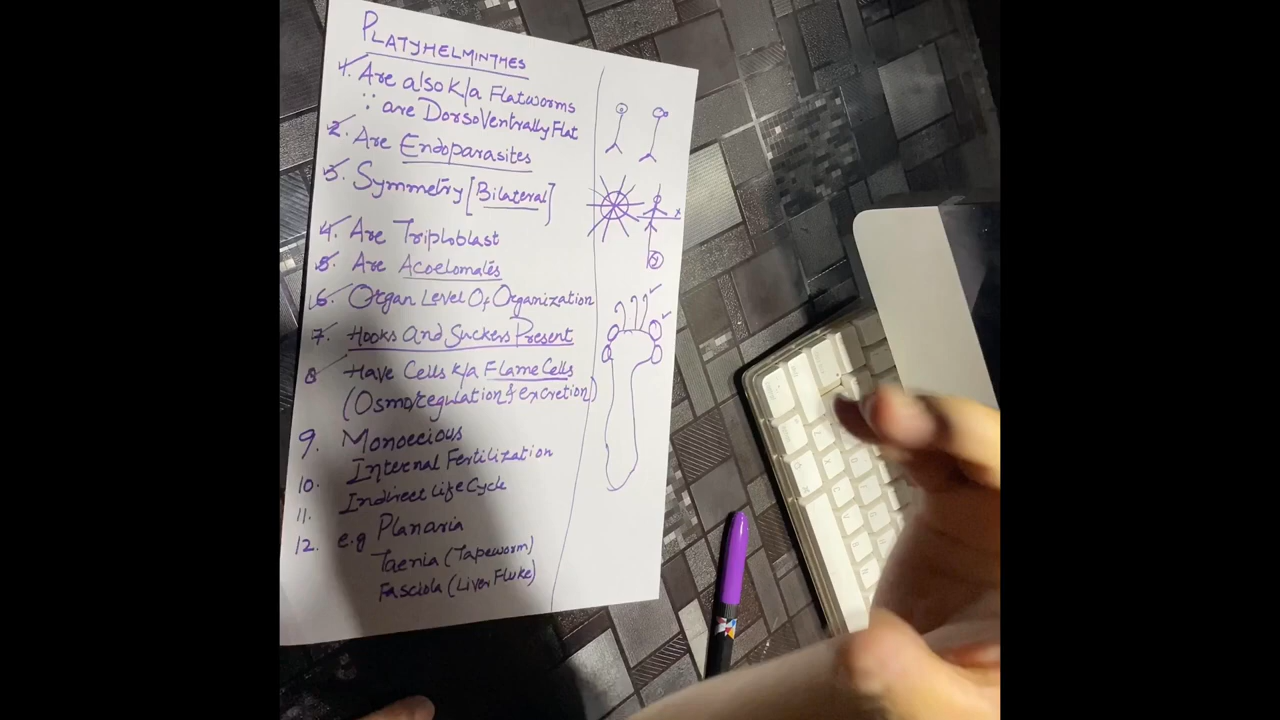 PLATYHELMINTHES
1. Are also K/a Flatworms
∵ are DorsoVentrally Flat
2. Are Endoparasites
3. Symmetry [Bilateral]
4. Are Triploblast
5. Are Acoelomates
6. Organ Level Of Organization
7. Hooks And Suckers Present
8 Have Cells k/a Flame Cells
(Osmoregulation & excretion)
9. Monoecious
10. Internal Fertilization
11. Indirect Life Cycle
12. e.g Planaria
Taenia (Tapeworm)
Fasciola (Liver Fluke)